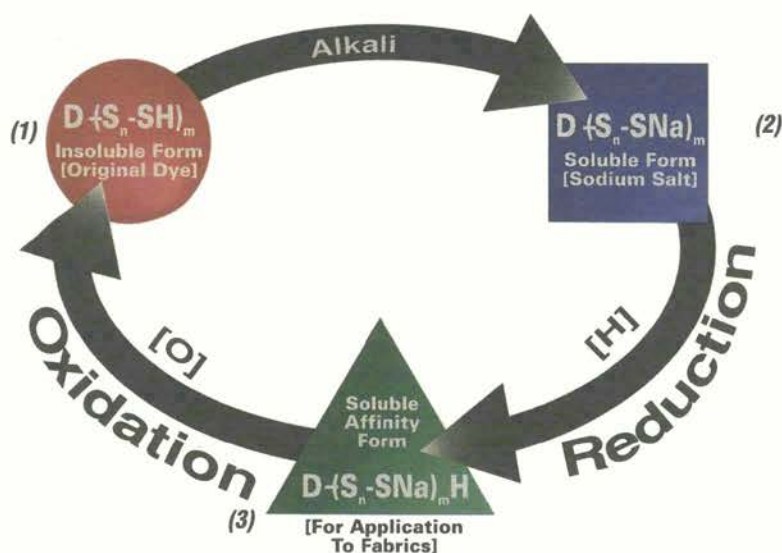 Alkali
(1)
D-(Sn-SH)m
Insoluble Form
[Original Dye]
D-(Sn-SNa)m
Soluble Form
[Sodium Salt]
(2)
Oxidation
[O]
[H]
Reduction
Soluble
Affinity
Form
D-(Sn-SNa)mH
(3)
[For Application
To Fabrics]